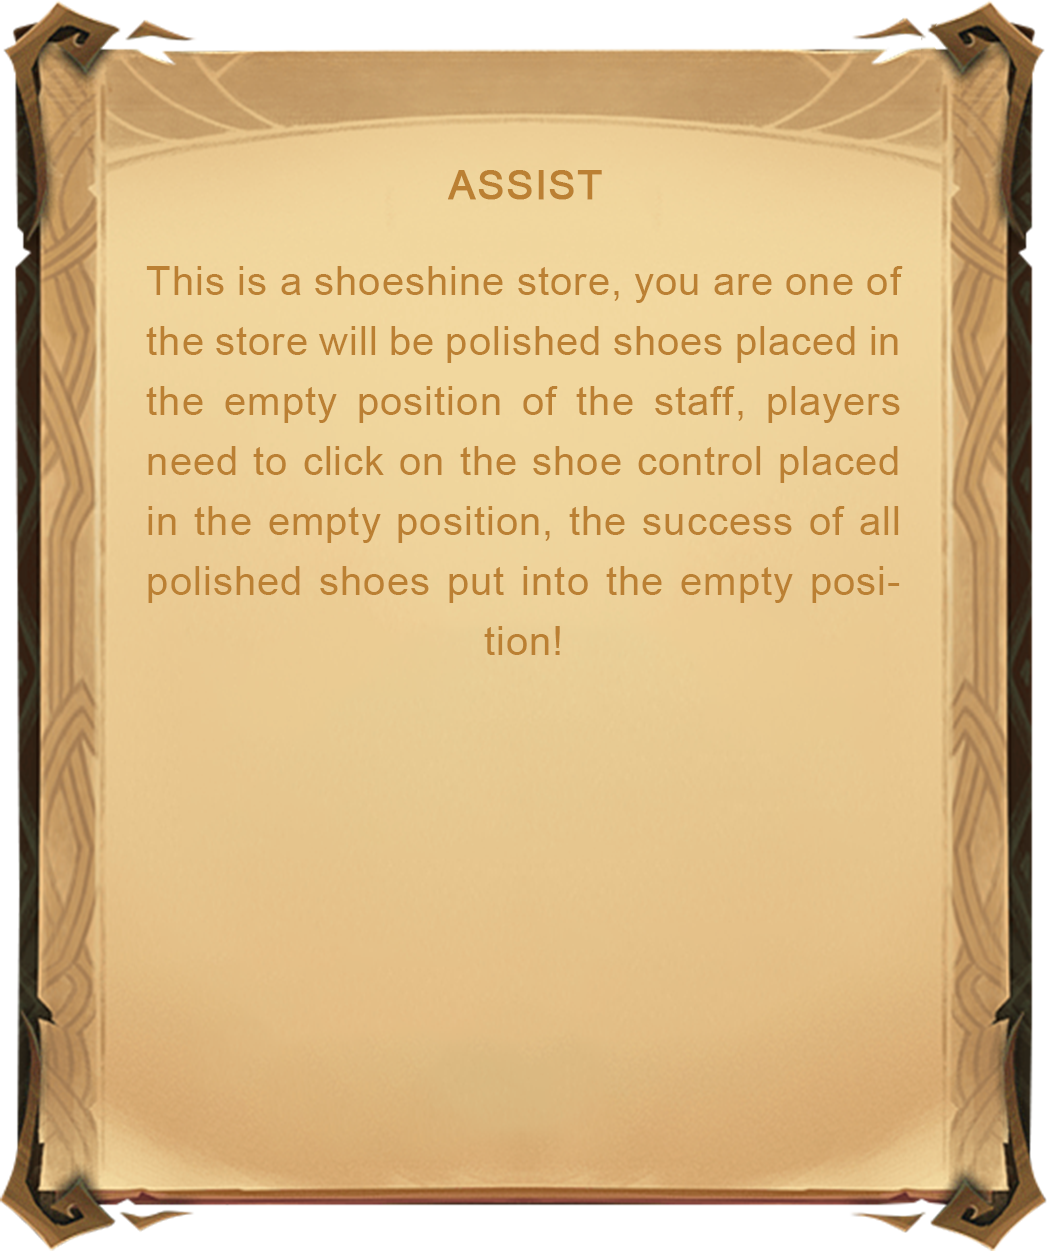 ASSIST
This is a shoeshine store, you are one of
the store will be polished shoes placed in
the empty position of the staff, players
need to click on the shoe control placed
in the empty position, the success of all
polished shoes put into the empty posi-
tion!